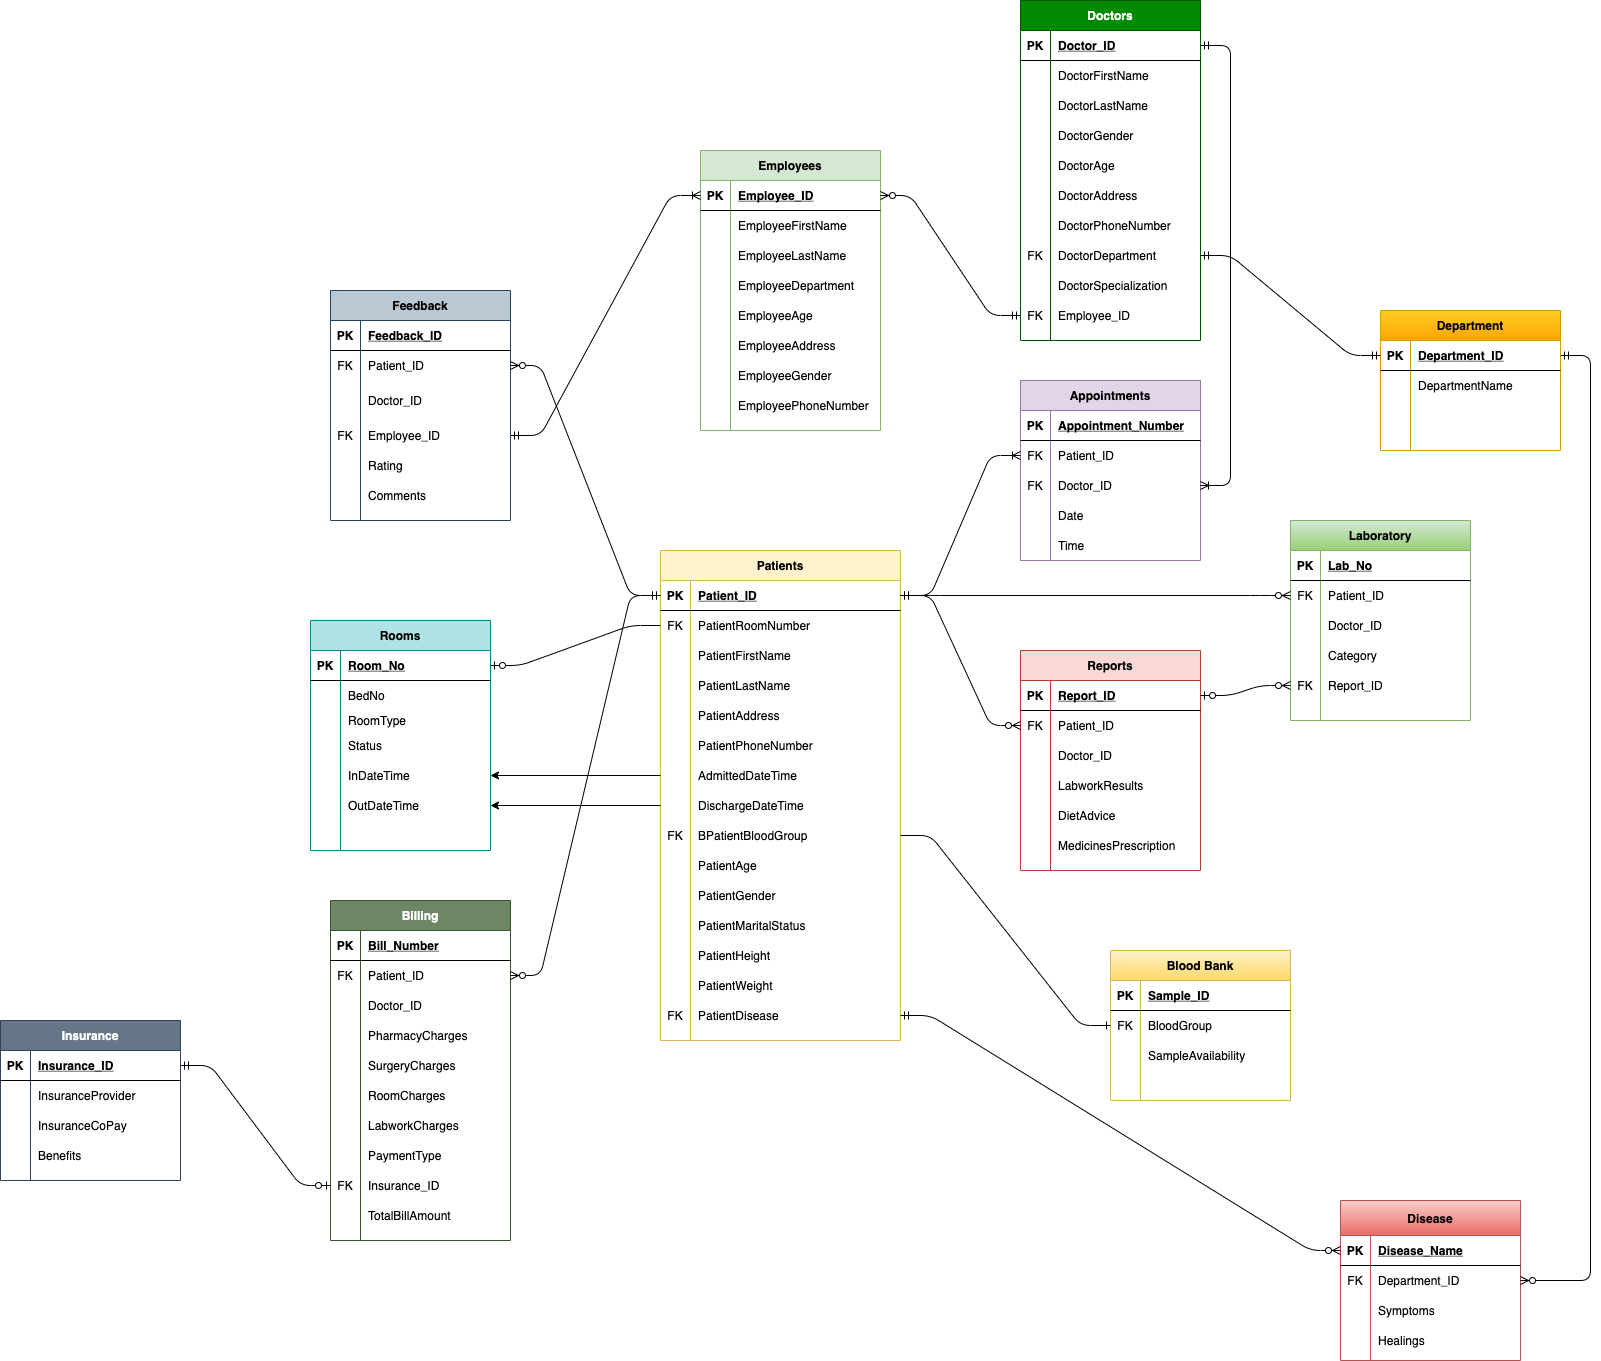 Doctors
PK Doctor_ID
DoctorFirstName
DoctorLastName
DoctorGender
DoctorAge
DoctorAddress
DoctorPhoneNumber
FK DoctorDepartment
DoctorSpecialization
FK Employee_ID
Employees
PK Employee_ID
EmployeeFirstName
EmployeeLastName
EmployeeDepartment
EmployeeAge
EmployeeAddress
EmployeeGender
EmployeePhoneNumber
Feedback
PK Feedback_ID
FK Patient_ID
Doctor_ID
FK Employee_ID
Rating
Comments
Department
PK Department_ID
DepartmentName
Appointments
PK Appointment_Number
FK Patient_ID
FK Doctor_ID
Date
Time
Laboratory
PK Lab_No
FK Patient_ID
Doctor_ID
Category
FK Report_ID
Patients
PK Patient_ID
FK PatientRoomNumber
PatientFirstName
PatientLastName
PatientAddress
PatientPhoneNumber
AdmittedDateTime
DischargeDateTime
FK BPatientBloodGroup
PatientAge
PatientGender
PatientMaritalStatus
PatientHeight
PatientWeight
FK PatientDisease
Rooms
PK Room_No
BedNo
RoomType
Status
InDateTime
OutDateTime
Reports
PK Report_ID
FK Patient_ID
Doctor_ID
LabworkResults
DietAdvice
MedicinesPrescription
Billing
PK Bill_Number
FK Patient_ID
Doctor_ID
PharmacyCharges
SurgeryCharges
RoomCharges
LabworkCharges
PaymentType
FK Insurance_ID
TotalBillAmount
Blood Bank
PK Sample_ID
FK BloodGroup
SampleAvailability
Insurance
PK Insurance_ID
InsuranceProvider
InsuranceCoPay
Benefits
Disease
PK Disease_Name
FK Department_ID
Symptoms
Healings